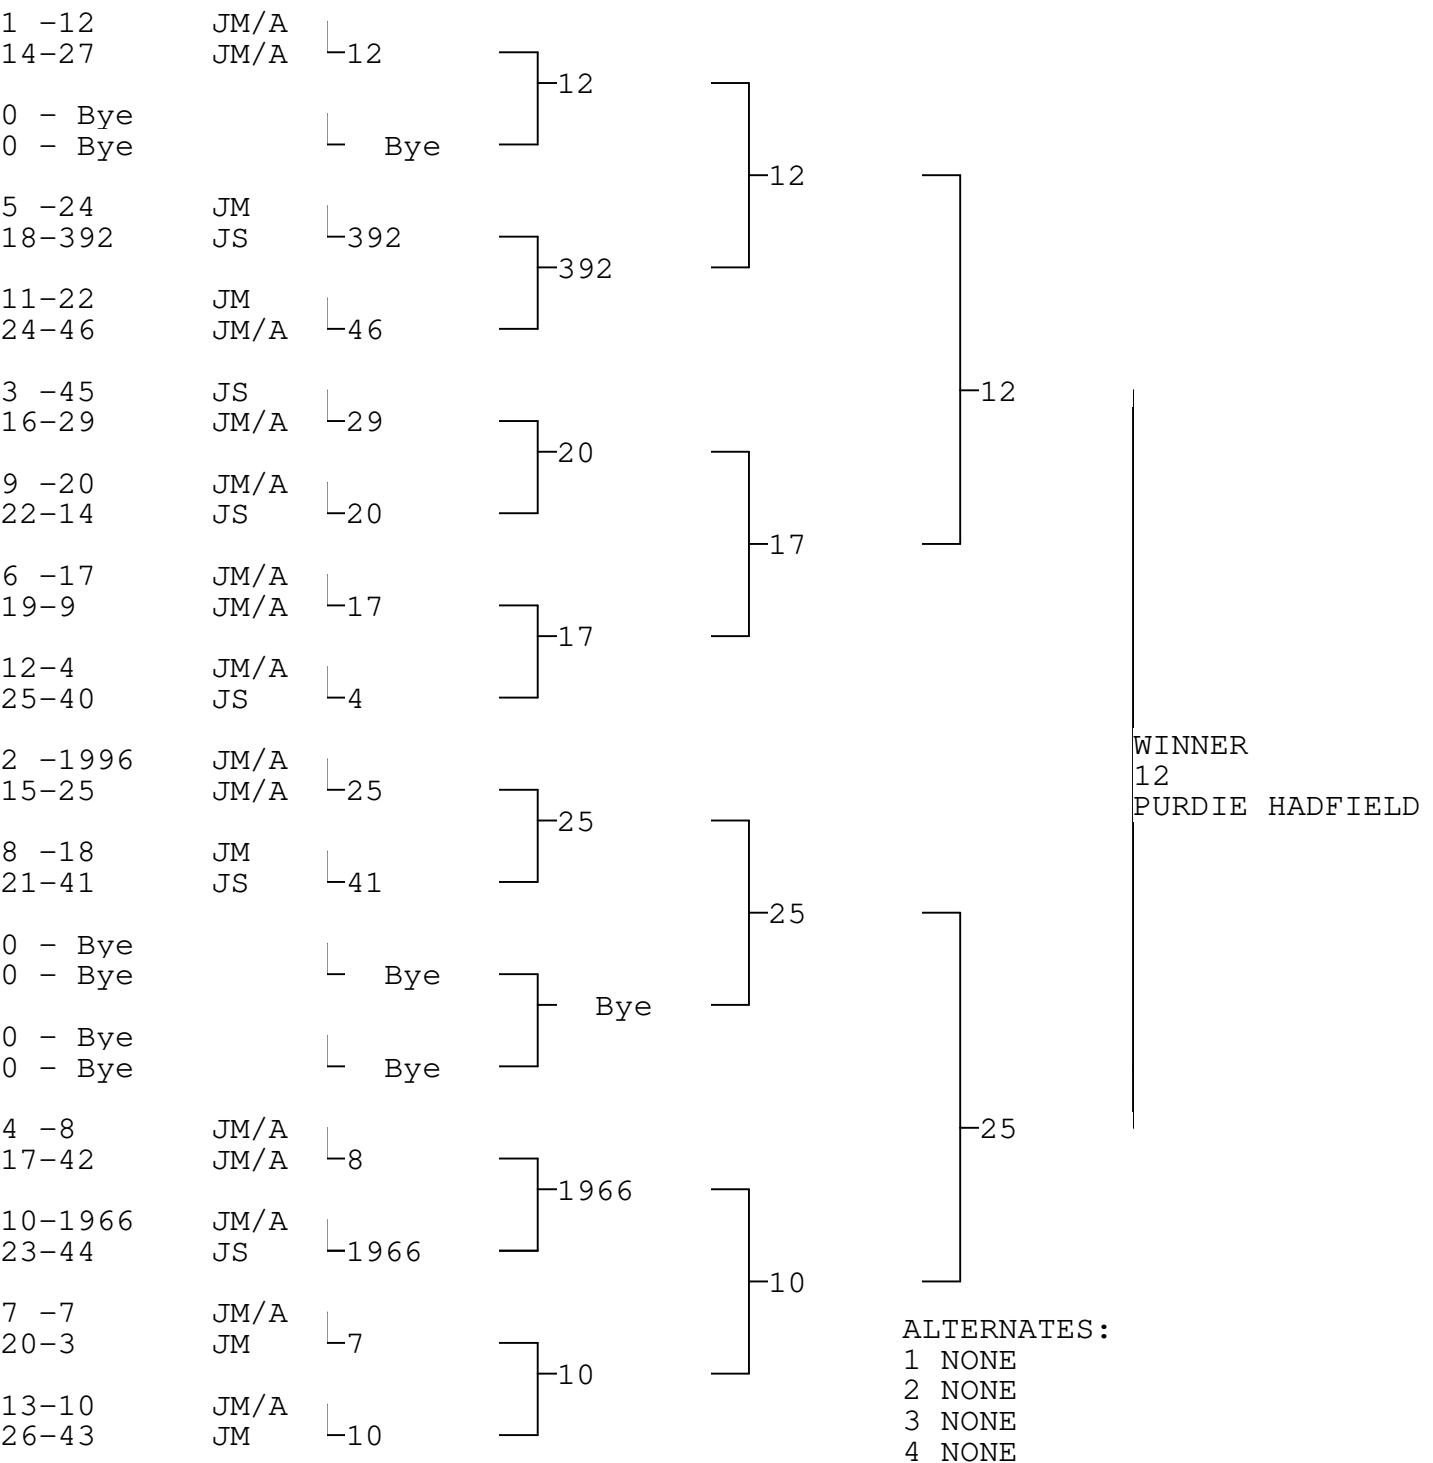 1 -12 JM/A
14-27 JM/A 12
12
0 - Bye
0 - Bye Bye
12
5 -24 JM
18-392 JS 392
392
11-22 JM
24-46 JM/A 46
3 -45 JS
12
16-29 JM/A 29
20
9 -20 JM/A
22-14 JS 20
17
6 -17 JM/A
19-9 JM/A 17
17
12-4 JM/A
25-40 JS 4
WINNER
2 -1996 JM/A
12
15-25 JM/A 25
PURDIE HADFIELD
25
8 -18 JM
21-41 JS 41
25
0 - Bye
0 - Bye Bye
Bye
0 - Bye
0 - Bye Bye
4 -8 JM/A
25
17-42 JM/A 8
1966
10-1966 JM/A
23-44 JS 1966
10
7 -7 JM/A
ALTERNATES:
20-3 JM 7
1 NONE
10
2 NONE
13-10 JM/A
3 NONE
26-43 JM 10
4 NONE